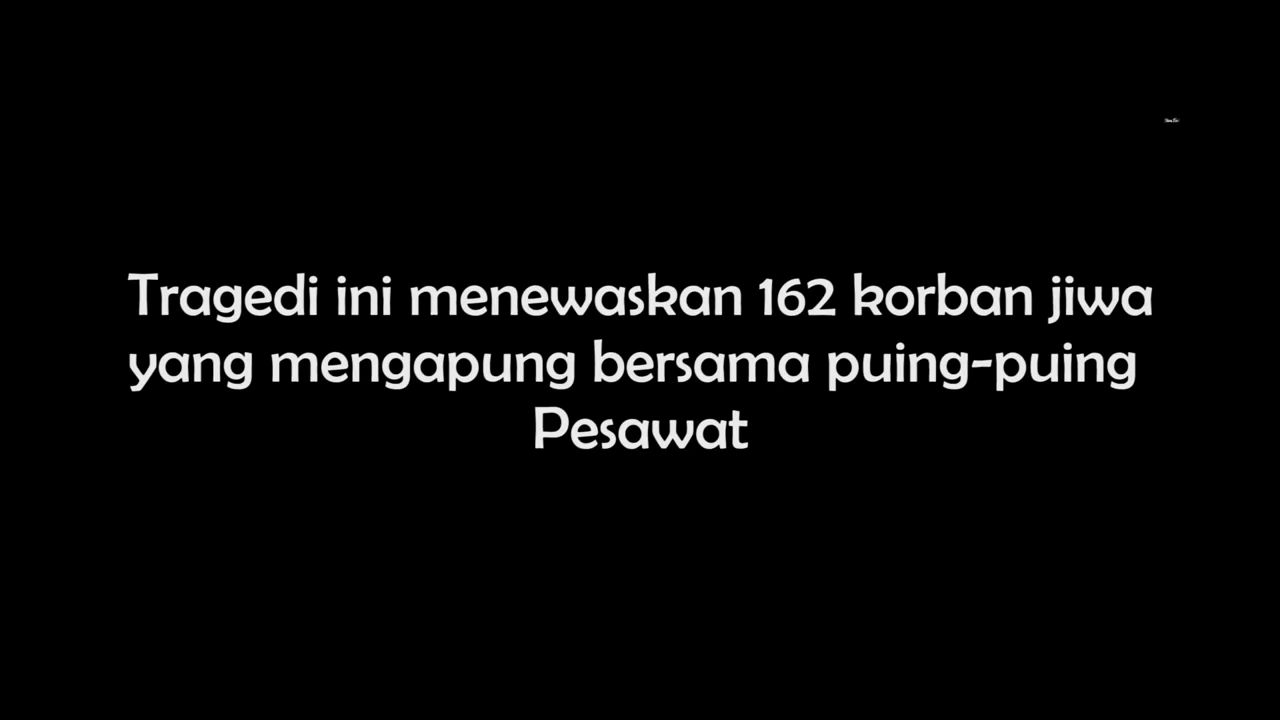 Tragedi ini menewaskan 162 korban jiwa
yang mengapung bersama puing-puing
Pesawat